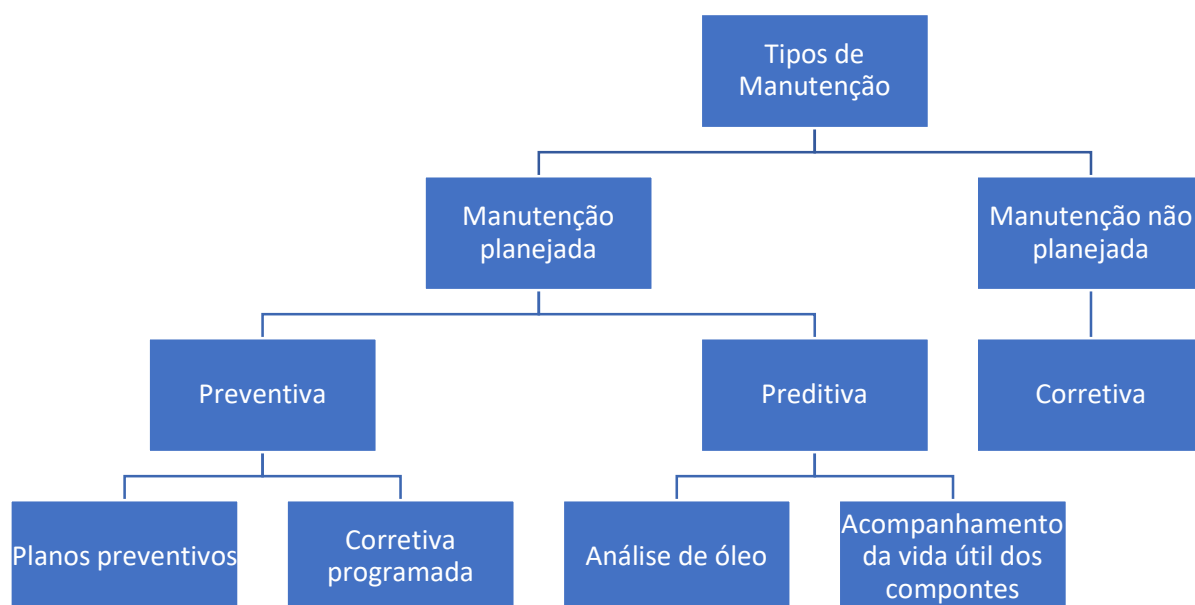 Tipos de
Manutenção
Manutenção
planejada
Manutenção não
planejada
Preventiva
Preditiva
Corretiva
Planos preventivos
Corretiva
programada
Análise de óleo
Acompanhamento
da vida útil dos
compontes